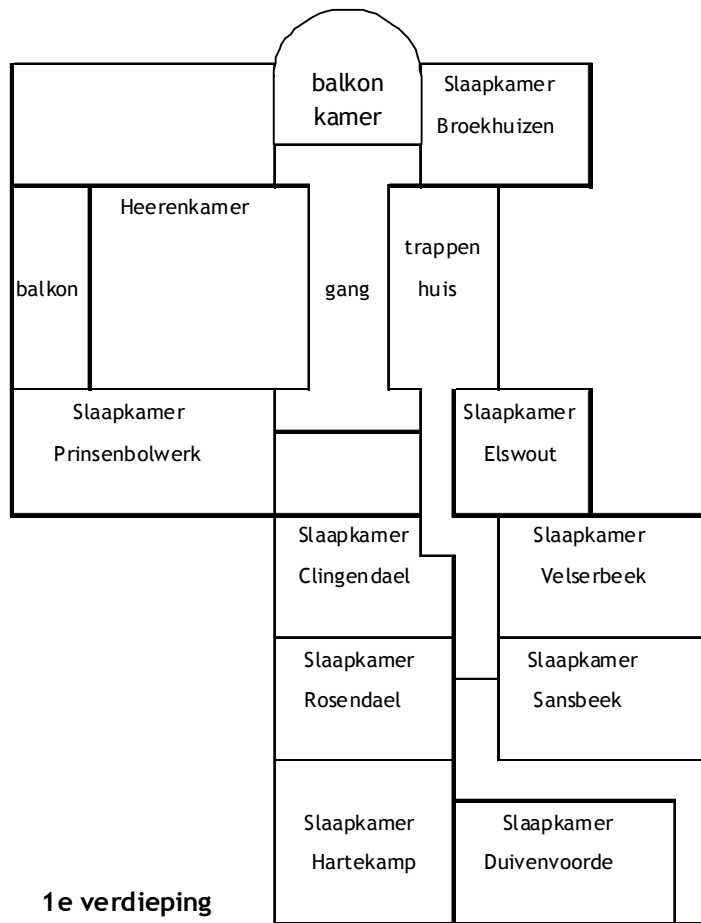 balkon
kamer
Slaapkamer
Broekhuizen
Heerenkamer
trappen
huis
balkon
gang
Slaapkamer
Prinsenbolwerk
Slaapkamer
Elswout
Slaapkamer
Clingendael
Slaapkamer
Velserbeek
Slaapkamer
Rosendael
Slaapkamer
Sansbeek
Slaapkamer
Hartekamp
Slaapkamer
Duivenvoorde
1e verdieping